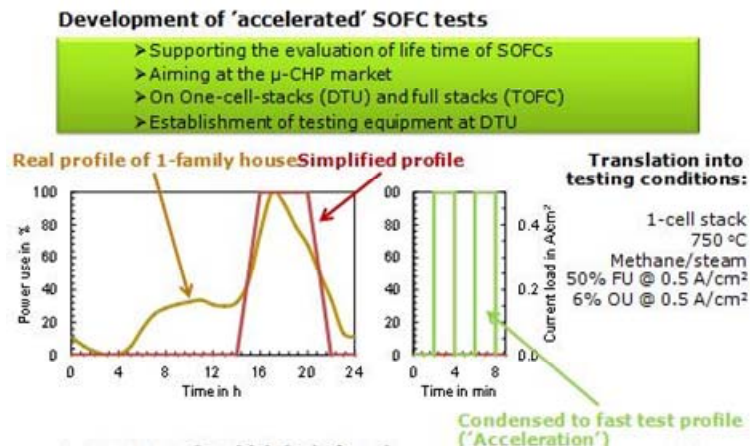 Development of ‘accelerated’ SOFC tests
➢Supporting the evaluation of life time of SOFCs
➢Aiming at the µ-CHP market
➢On One-cell-stacks (DTU) and full stacks (TOFC)
➢Establishment of testing equipment at DTU
Real profile of 1-family house
Simplified profile
Power use in %
100
80
60
40
20
0
0 4 8 12 16 20 24
Time in h
00
80
60
40
20
0
0 4 8
Time in min
0.4
0.2
0.0
Current load in A/cm²
Translation into
testing conditions:
1-cell stack
750 ºC
Methane/steam
50% FU @ 0.5 A/cm²
6% OU @ 0.5 A/cm²
Condensed to fast test profile
(‘Acceleration’)